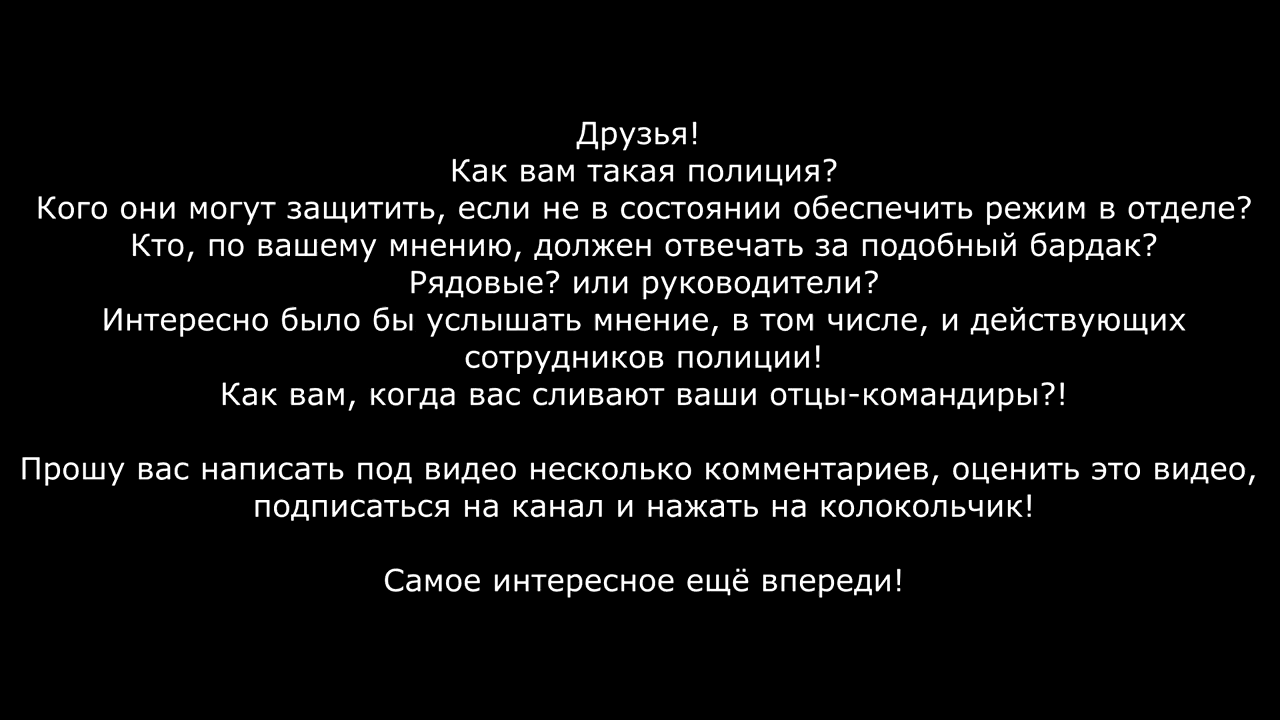 Друзья!
Как вам такая полиция?
Кого они могут защитить, если не в состоянии обеспечить режим в отделе?
Кто, по вашему мнению, должен отвечать за подобный бардак?
Рядовые? или руководители?
Интересно было бы услышать мнение, в том числе, и действующих
сотрудников полиции!
Как вам, когда вас сливают ваши отцы-командиры?!
Прошу вас написать под видео несколько комментариев, оценить это видео,
подписаться на канал и нажать на колокольчик!
Самое интересное ещё впереди!